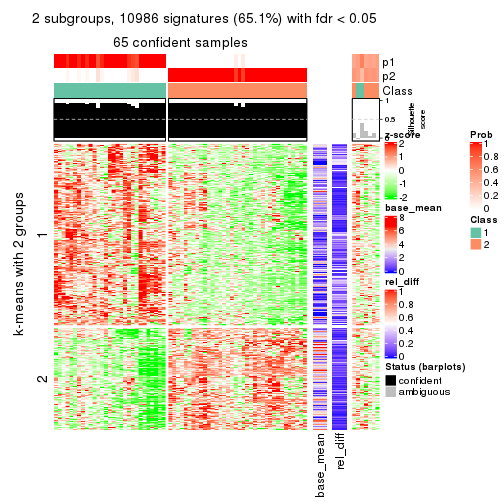 2 subgroups, 10986 signatures (65.1%) with fdr < 0.05
65 confident samples
p1
p2
Class
1
0.5
0
Silhouette
score
k-means with 2 groups
1
2
base_mean
rel_diff
z-score
2
1
0
-1
-2
base_mean
8
6
4
2
0
rel_diff
1
0.8
0.6
0.4
0.2
0
Status (barplots)
confident
ambiguous
Prob
1
0.8
0.6
0.4
0.2
0
Class
1
2